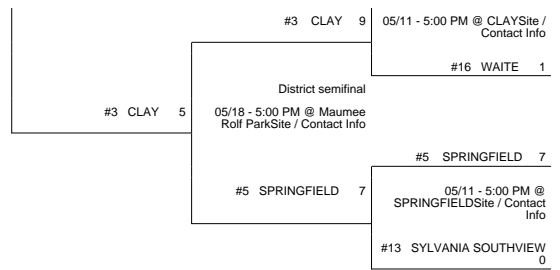 #3 CLAY 9
05/11 - 5:00 PM @ CLAYSite /
Contact Info
#16 WAITE 1
District semifinal
#3 CLAY 5
05/18 - 5:00 PM @ Maumee
Rolf ParkSite / Contact Info
#5 SPRINGFIELD 7
#5 SPRINGFIELD 7
05/11 - 5:00 PM @
SPRINGFIELDSite / Contact
Info
#13 SYLVANIA SOUTHVIEW
0